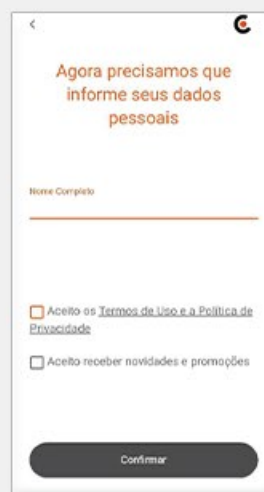 Agora precisamos que
informe seus dados
pessoais
Nome Completo
Aceito os Termos de Uso e a Política de
Privacidade
Aceito receber novidades e promoções
Confirmar